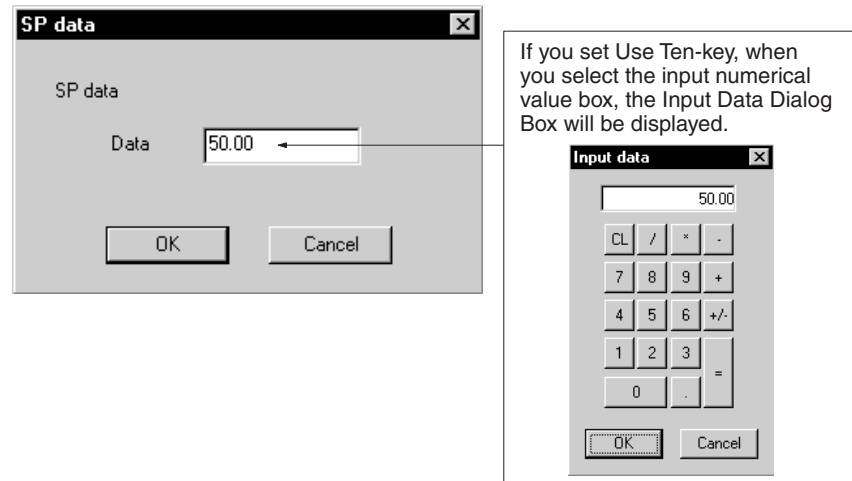 SP data
SP data
Data 50.00
OK Cancel
If you set Use Ten-key, when
you select the input numerical
value box, the Input Data Dialog
Box will be displayed.
Input data
50.00
CL / * -
7 8 9 +
4 5 6 +/-
1 2 3
=
0 .
OK Cancel